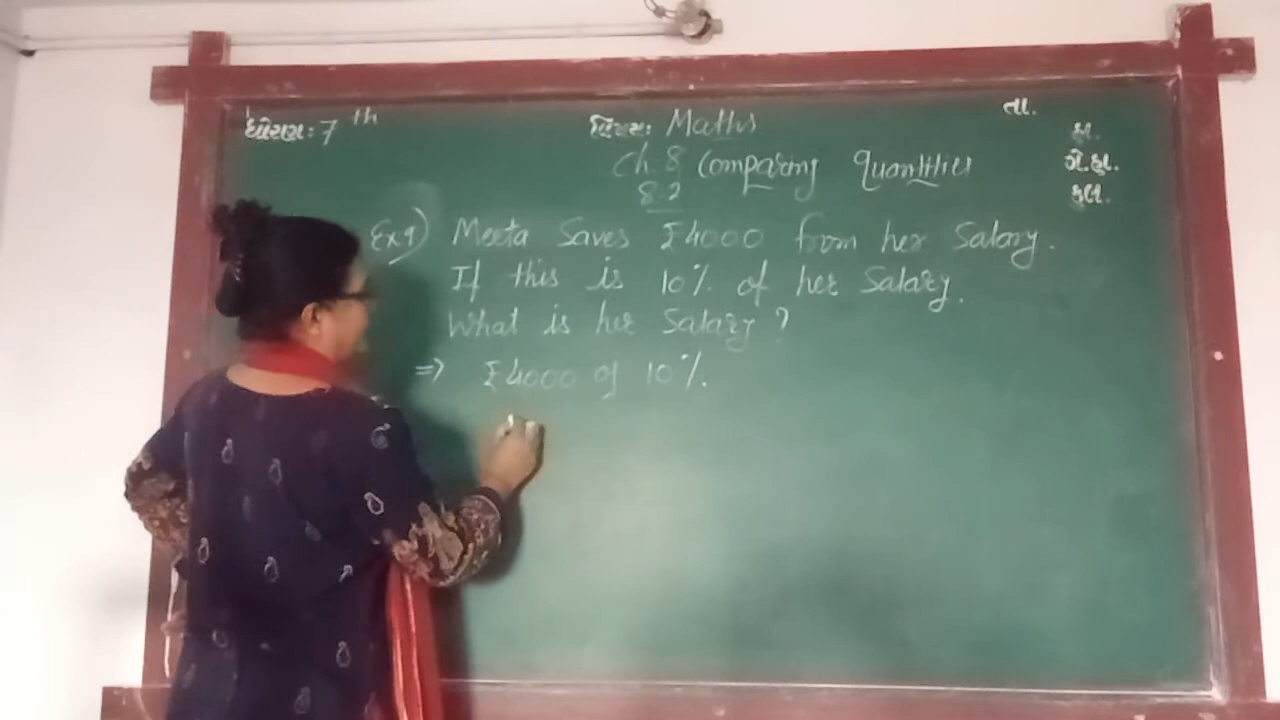 ધોરણ: 7th
વિષય: Maths
તા.
Ch. 8 Comparing Quantities
8.2
Ex 9) Meeta Saves ₹4000 from her Salary.
If this is 10% of her Salary.
What is her Salary?
=> ₹4000 of 10%.